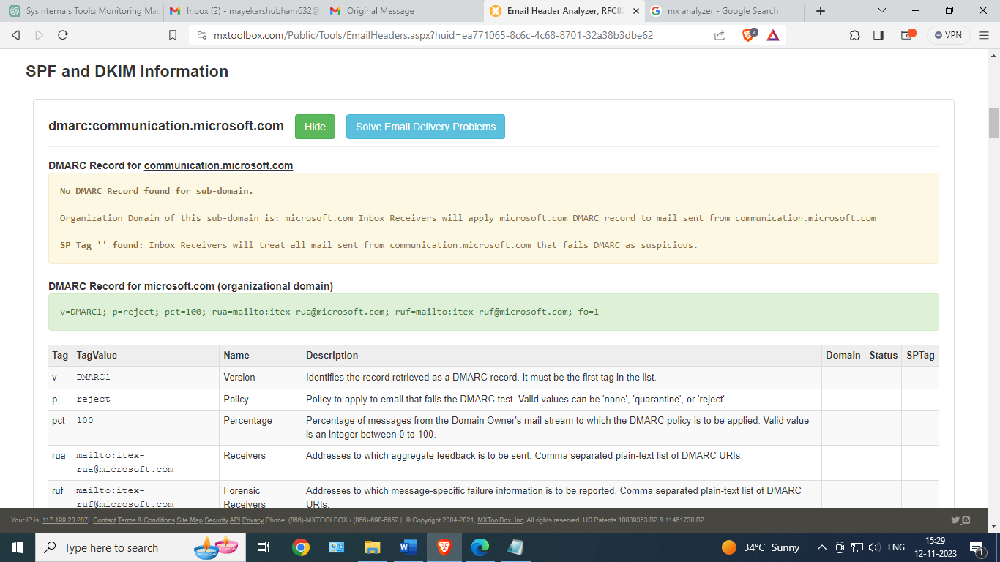 Sysinternals Tools: Monitoring Mas
Inbox (2) - mayekarshubham632@
Original Message
Email Header Analyzer, RFC8
mx analyzer - Google Search
mxtoolbox.com/Public/Tools/EmailHeaders.aspx?huid=ea771065-8c6c-4c68-8701-32a38b3dbe62
7
VPN
SPF and DKIM Information
dmarc:communication.microsoft.com
Hide
Solve Email Delivery Problems
DMARC Record for communication.microsoft.com
No DMARC Record found for sub-domain.
Organization Domain of this sub-domain is: microsoft.com Inbox Receivers will apply microsoft.com DMARC record to mail sent from communication.microsoft.com
SP Tag '' found: Inbox Receivers will treat all mail sent from communication.microsoft.com that fails DMARC as suspicious.
DMARC Record for microsoft.com (organizational domain)
v=DMARC1; p=reject; pct=100; rua=mailto:itex-rua@microsoft.com; ruf=mailto:itex-ruf@microsoft.com; fo=1
Tag TagValue Name Description Domain Status SPTag
v DMARC1 Version Identifies the record retrieved as a DMARC record. It must be the first tag in the list.
p reject Policy Policy to apply to email that fails the DMARC test. Valid values can be 'none', 'quarantine', or 'reject'.
pct 100 Percentage Percentage of messages from the Domain Owner's mail stream to which the DMARC policy is to be applied. Valid value
is an integer between 0 to 100.
rua mailto:itex- Receivers Addresses to which aggregate feedback is to be sent. Comma separated plain-text list of DMARC URIs.
rua@microsoft.com
ruf mailto:itex- Forensic Addresses to which message-specific failure information is to be reported. Comma separated plain-text list of DMARC
ruf@microsoft.com Receivers URIs.
Your IP is: 117.199.20.207| Contact Terms & Conditions Site Map Security API Privacy Phone: (866)-MXTOOLBOX / (866)-698-6652 | © Copyright 2004-2021, MXToolBox, Inc, All rights reserved. US Patents 10839353 B2 & 11461738 B2
Type here to search
34°C Sunny
ENG
15:29
12-11-2023
1